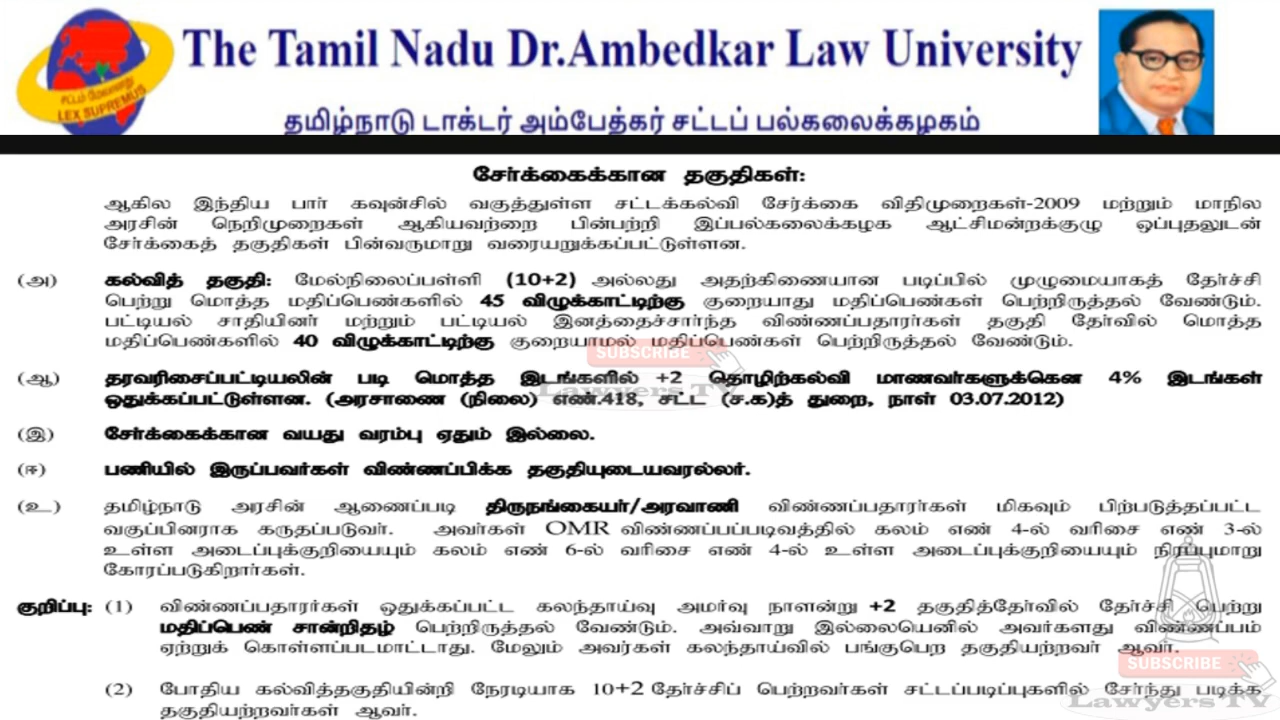 The Tamil Nadu Dr.Ambedkar Law University
தமிழ்நாடு டாக்டர் அம்பேத்கர் சட்டப் பல்கலைக்கழகம்
சட்டம் மேலானது
LEX SUPREMUS
சேர்க்கைக்கான தகுதிகள்:
ஆகில இந்திய பார் கவுன்சில் வகுத்துள்ள சட்டக்கல்வி சேர்க்கை விதிமுறைகள்-2009 மற்றும் மாநில
அரசின் நெறிமுறைகள் ஆகியவற்றை பின்பற்றி இப்பல்கலைக்கழக ஆட்சிமன்றக்குழு ஒப்புதலுடன்
சேர்க்கைத் தகுதிகள் பின்வருமாறு வரையறுக்கப்பட்டுள்ளன.
(அ) கல்வித் தகுதி: மேல்நிலைப்பள்ளி (10+2) அல்லது அதற்கிணையான படிப்பில் முழுமையாகத் தேர்ச்சி
பெற்று மொத்த மதிப்பெண்களில் 45 விழுக்காட்டிற்கு குறையாது மதிப்பெண்கள் பெற்றிருத்தல் வேண்டும்.
பட்டியல் சாதியினர் மற்றும் பட்டியல் இனத்தைச்சார்ந்த விண்ணப்பதாரர்கள் தகுதி தேர்வில் மொத்த
மதிப்பெண்களில் 40 விழுக்காட்டிற்கு குறையாமல் மதிப்பெண்கள் பெற்றிருத்தல் வேண்டும்.
(ஆ) தரவரிசைப்பட்டியலின் படி மொத்த இடங்களில் +2 தொழிற்கல்வி மாணவர்களுக்கென 4% இடங்கள்
ஒதுக்கப்பட்டுள்ளன. (அரசாணை (நிலை) எண்.418, சட்ட (ச.க)த் துறை, நாள் 03.07.2012)
(இ) சேர்க்கைக்கான வயது வரம்பு ஏதும் இல்லை.
(ஈ) பணியில் இருப்பவர்கள் விண்ணப்பிக்க தகுதியுடையவரல்லர்.
(உ) தமிழ்நாடு அரசின் ஆணைப்படி திருநங்கையர்/அரவாணி விண்ணப்பதாரர்கள் மிகவும் பிற்படுத்தப்பட்ட
வகுப்பினராக கருதப்படுவர். அவர்கள் OMR விண்ணப்பப்படிவத்தில் கலம் எண் 4-ல் வரிசை எண் 3-ல்
உள்ள அடைப்புக்குறியையும் கலம் எண் 6-ல் வரிசை எண் 4-ல் உள்ள அடைப்புக்குறியையும் நிரப்புமாறு
கோரப்படுகிறார்கள்.
குறிப்பு: (1) விண்ணப்பதாரர்கள் ஒதுக்கப்பட்ட கலந்தாய்வு அமர்வு நாளன்று +2 தகுதித்தேர்வில் தேர்ச்சி பெற்று
மதிப்பெண் சான்றிதழ் பெற்றிருத்தல் வேண்டும். அவ்வாறு இல்லையெனில் அவர்களது விண்ணப்பம்
ஏற்றுக் கொள்ளப்படமாட்டாது. மேலும் அவர்கள் கலந்தாய்வில் பங்குபெற தகுதியற்றவர் ஆவர்.
(2) போதிய கல்வித்தகுதியின்றி நேரடியாக 10+2 தேர்ச்சிப் பெற்றவர்கள் சட்டப்படிப்புகளில் சேர்ந்து படிக்க
தகுதியற்றவர்கள் ஆவர்.
SUBSCRIBE
Lawyers TV
SUBSCRIBE
Lawyers TV